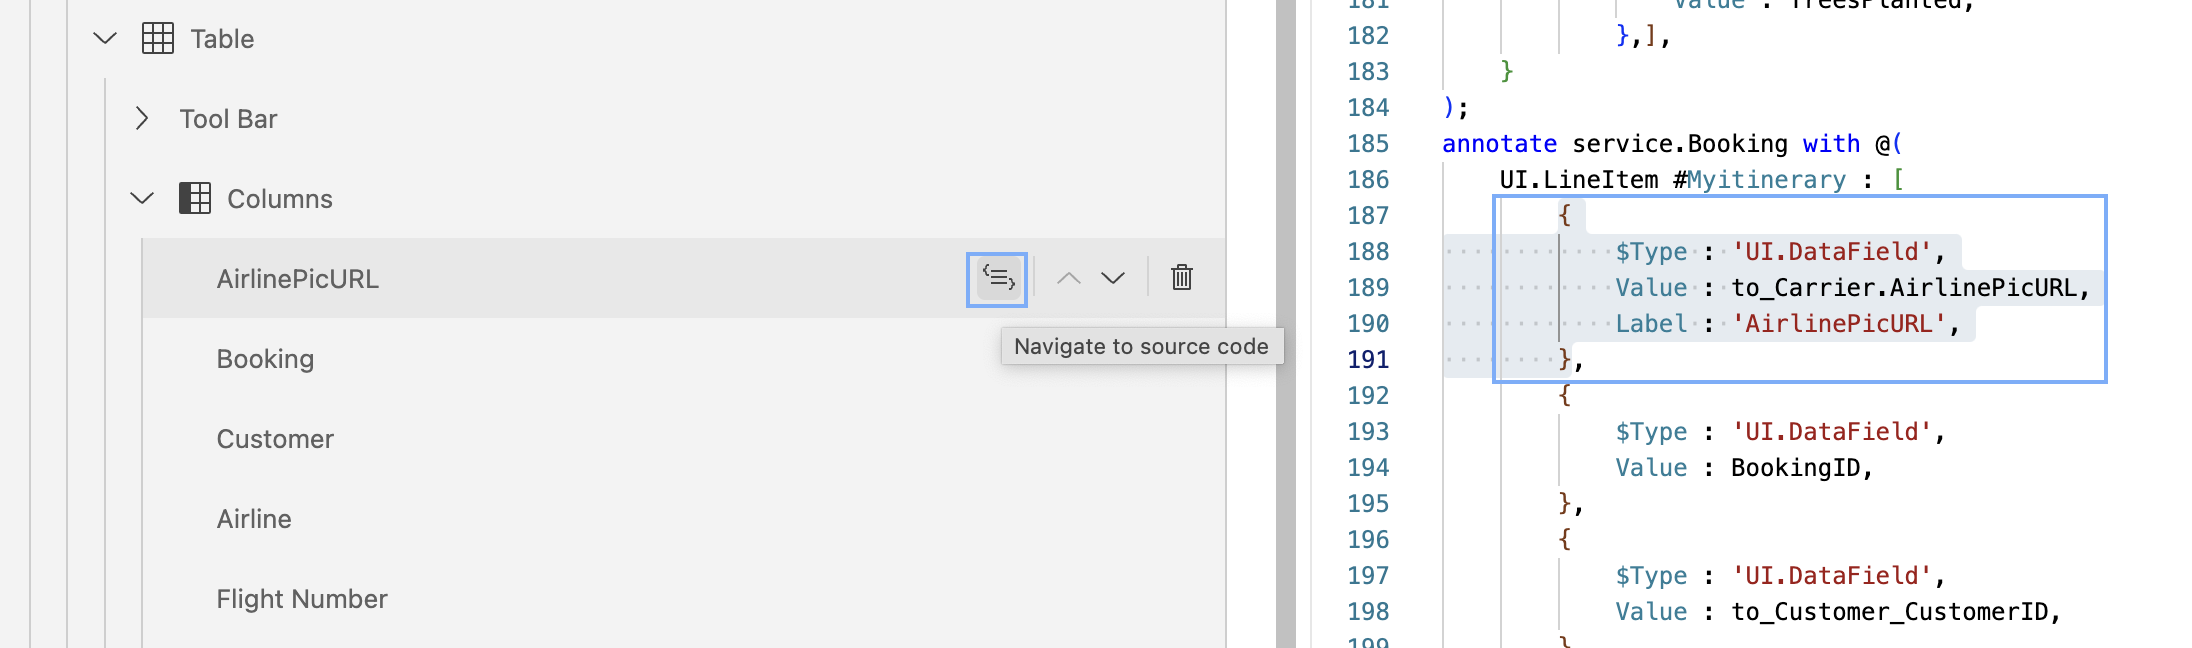 Table
Tool Bar
Columns
AirlinePicURL
Navigate to source code
Booking
Customer
Airline
Flight Number
181 Value : TreesPlanted,
182 },],
183 }
184 );
185 annotate service.Booking with @(
186 UI.LineItem #Myitinerary : [
187 {
188 $Type : 'UI.DataField',
189 Value : to_Carrier.AirlinePicURL,
190 Label : 'AirlinePicURL',
191 },
192 {
193 $Type : 'UI.DataField',
194 Value : BookingID,
195 },
196 {
197 $Type : 'UI.DataField',
198 Value : to_Customer_CustomerID,
199 }